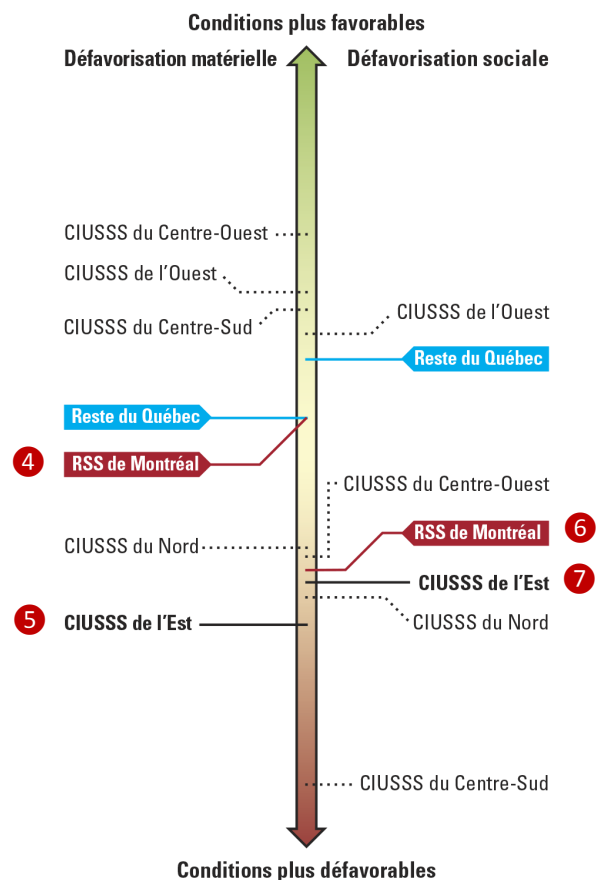 Conditions plus favorables
Défavorisation matérielle
Défavorisation sociale
CIUSSS du Centre-Ouest
CIUSSS de l'Ouest
CIUSSS du Centre-Sud
CIUSSS de l'Ouest
Reste du Québec
Reste du Québec
4 RSS de Montréal
CIUSSS du Centre-Ouest
RSS de Montréal 6
CIUSSS du Nord
CIUSSS de l'Est 7
5 CIUSSS de l'Est
CIUSSS du Nord
CIUSSS du Centre-Sud
Conditions plus défavorables